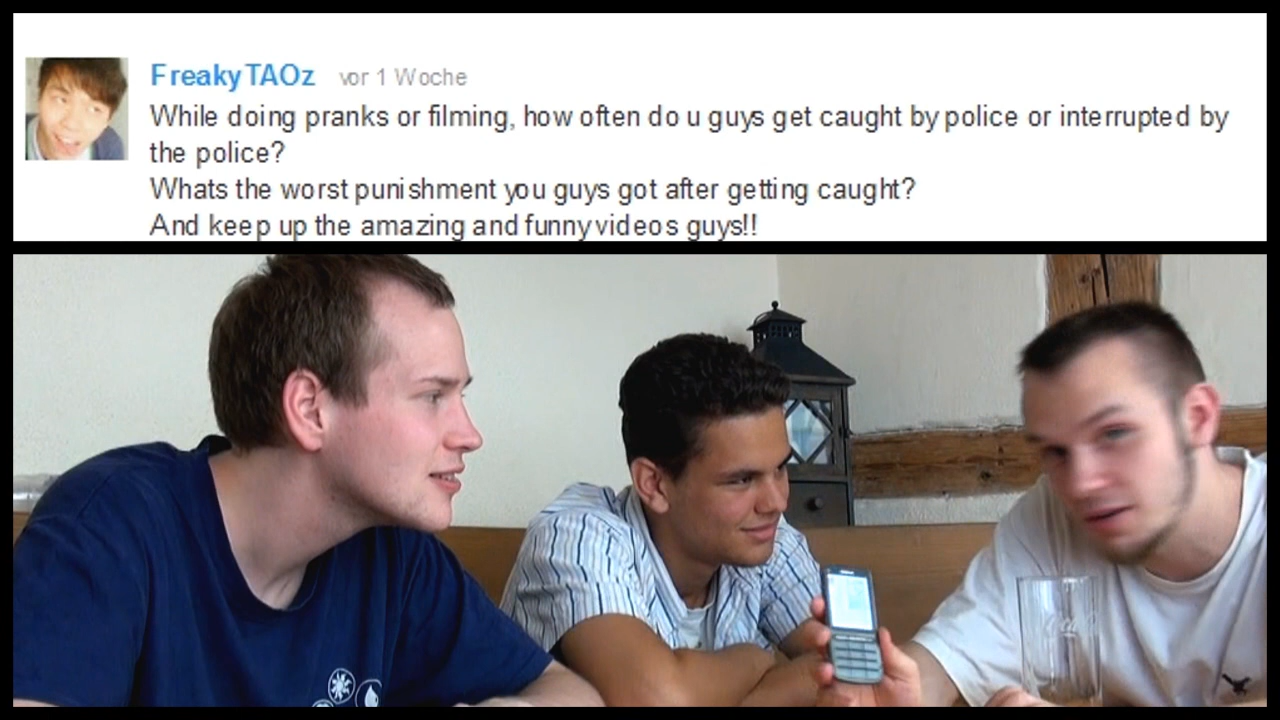 FreakyTAOz vor 1 Woche
While doing pranks or filming, how often do u guys get caught by police or interrupted by
the police?
Whats the worst punishment you guys got after getting caught?
And keep up the amazing and funny videos guys!!